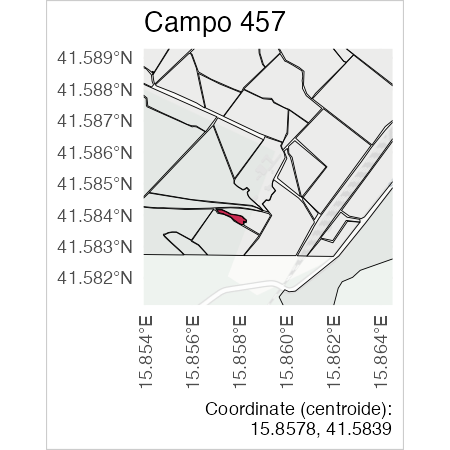 Campo 457
41.589°N
41.588°N
41.587°N
41.586°N
41.585°N
41.584°N
41.583°N
41.582°N
15.854°E
15.856°E
15.858°E
15.860°E
15.862°E
15.864°E
Coordinate (centroide):
15.8578, 41.5839